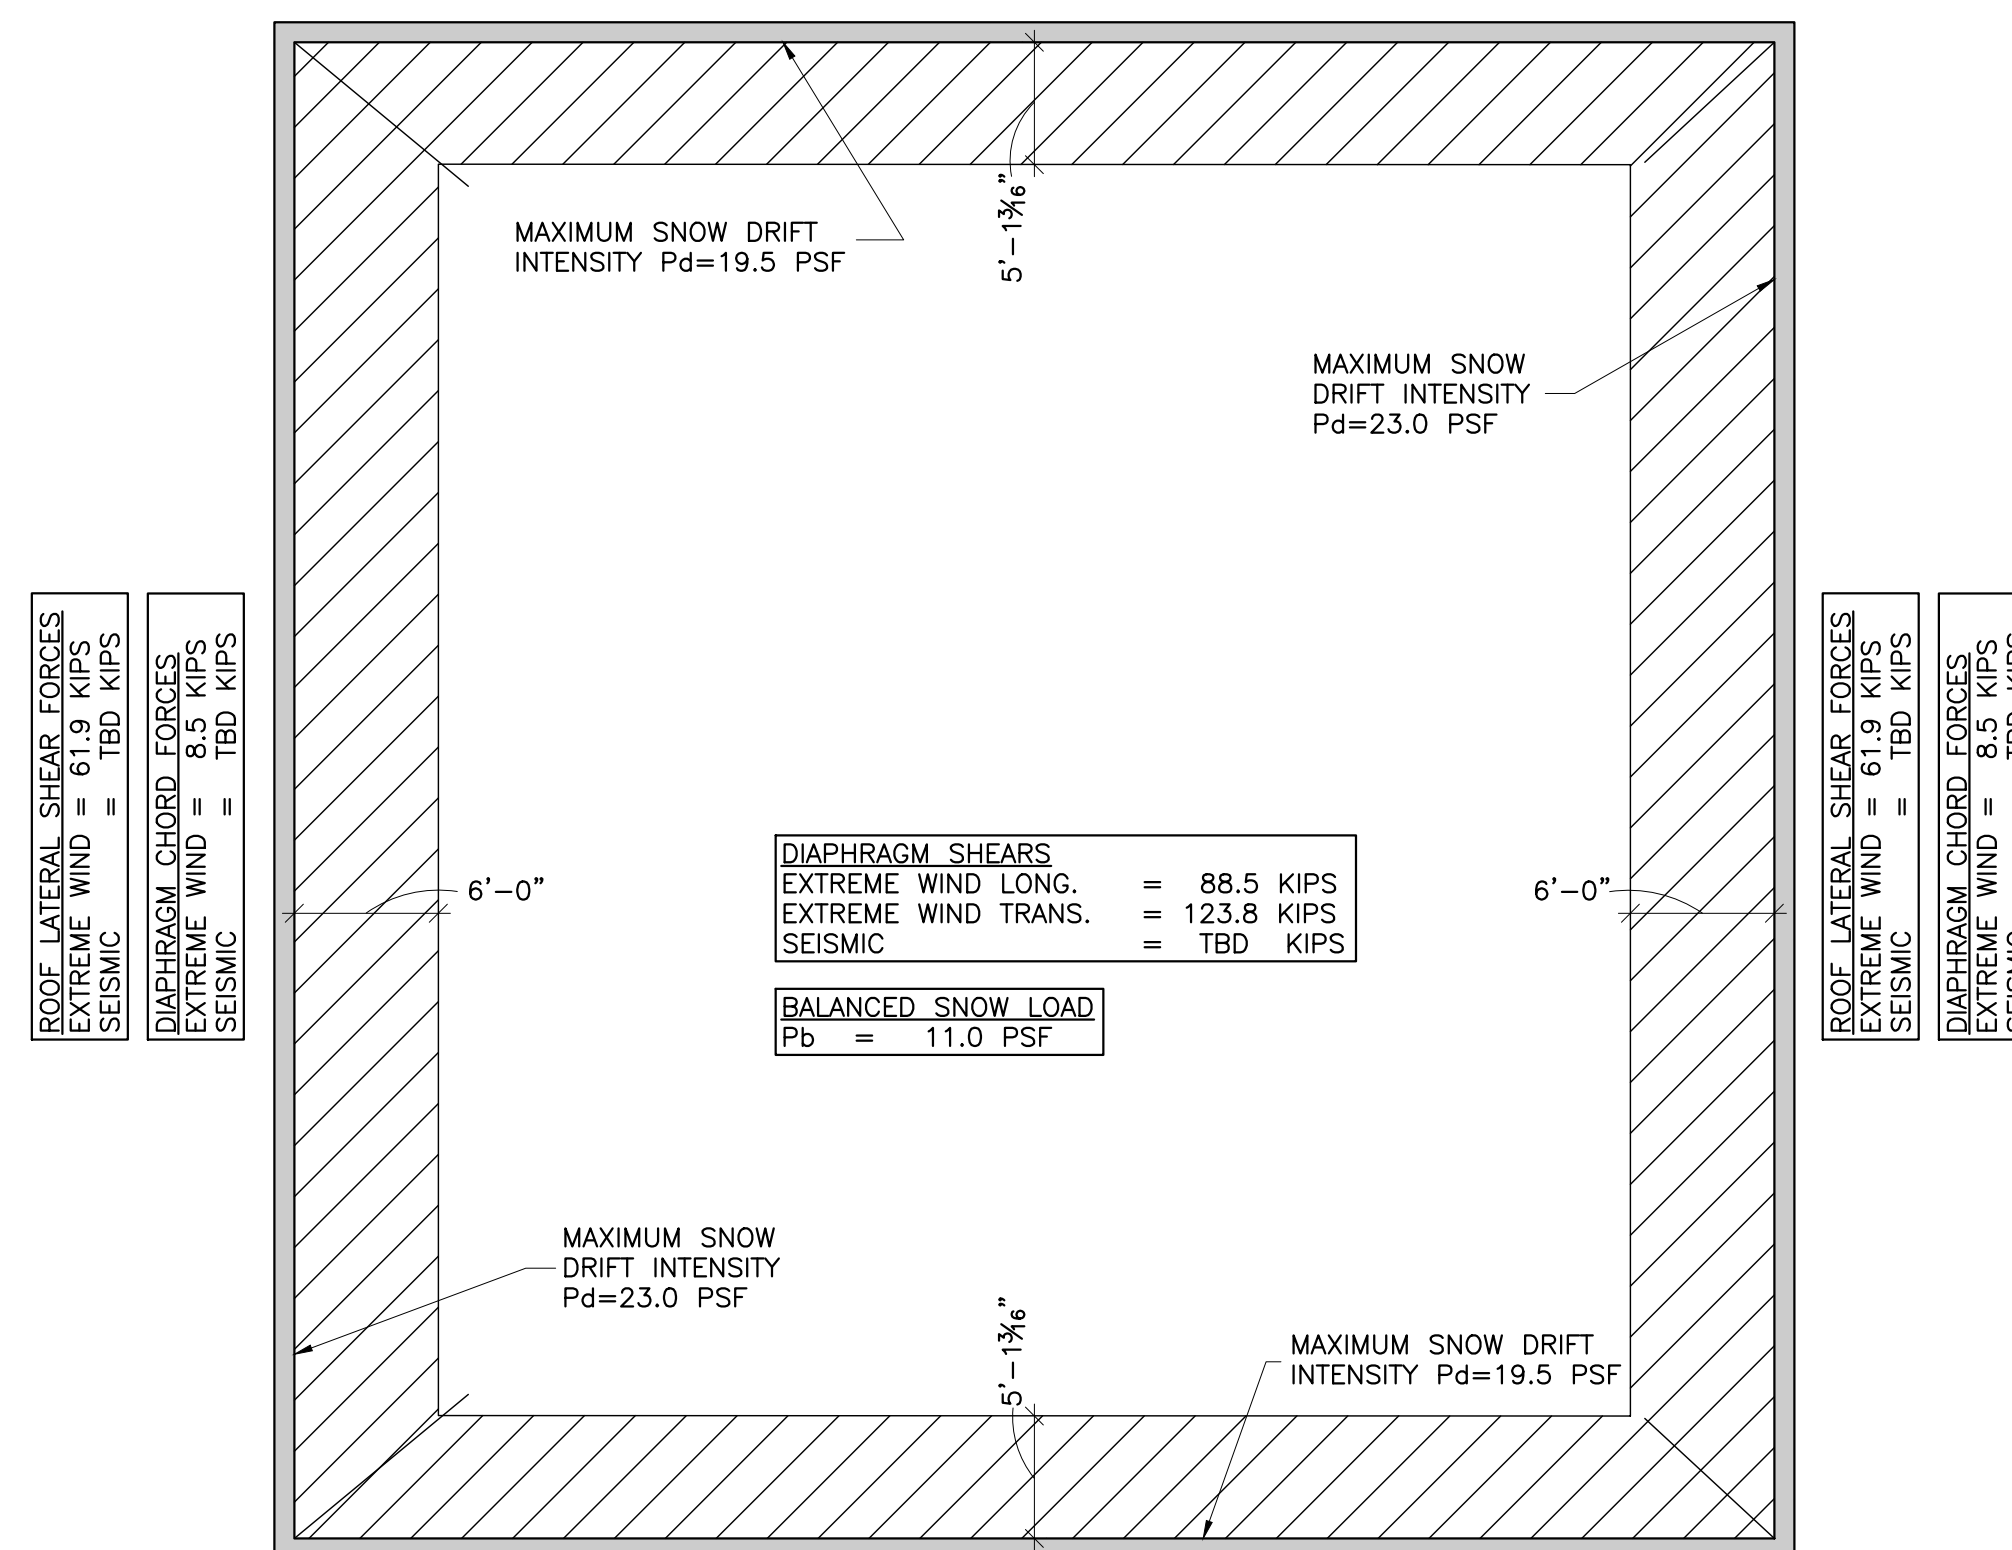 MAXIMUM SNOW DRIFT
INTENSITY Pd=19.5 PSF
5'-1 3/16"
MAXIMUM SNOW
DRIFT INTENSITY
Pd=23.0 PSF
ROOF LATERAL SHEAR FORCES
EXTREME WIND = 61.9 KIPS
SEISMIC = TBD KIPS
DIAPHRAGM CHORD FORCES
EXTREME WIND = 8.5 KIPS
SEISMIC = TBD KIPS
6'-0"
DIAPHRAGM SHEARS
EXTREME WIND LONG. = 88.5 KIPS
EXTREME WIND TRANS. = 123.8 KIPS
SEISMIC = TBD KIPS
BALANCED SNOW LOAD
Pb = 11.0 PSF
6'-0"
ROOF LATERAL SHEAR FORCES
EXTREME WIND = 61.9 KIPS
SEISMIC = TBD KIPS
DIAPHRAGM CHORD FORCES
EXTREME WIND = 8.5 KIPS
SEISMIC = TBD KIPS
MAXIMUM SNOW
DRIFT INTENSITY
Pd=23.0 PSF
5'-1 3/16"
MAXIMUM SNOW DRIFT
INTENSITY Pd=19.5 PSF